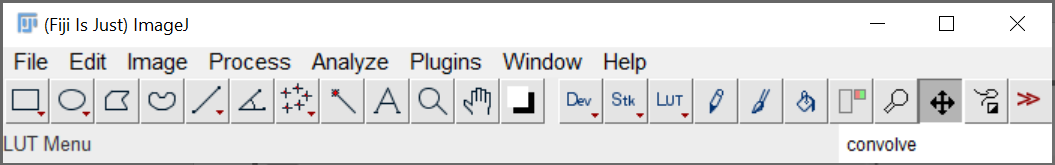 (Fiji Is Just) ImageJ
File Edit Image Process Analyze Plugins Window Help
A Dev Stk LUT >>
LUT Menu convolve